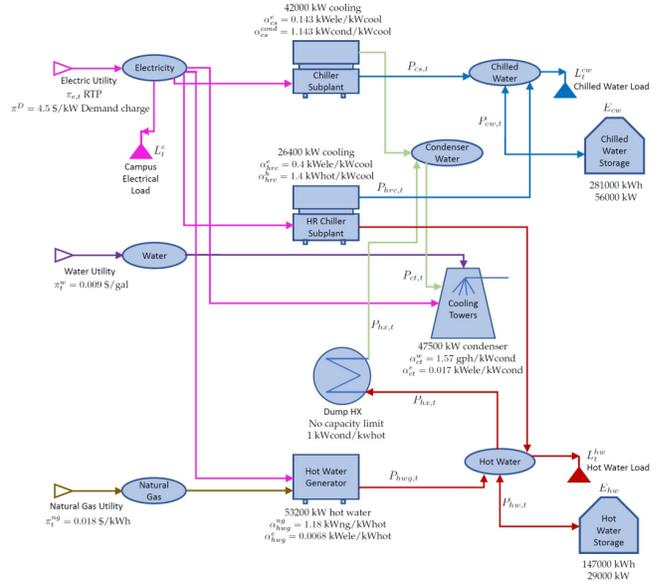 42000 kW cooling
α^e_cs = 0.143 kWele/kWcool
α^cond_cs = 1.143 kWcond/kWcool
Electricity
Chiller
Subplant
P_cs,t
Chilled
Water
L^cw_t
Chilled Water Load
Electric Utility
π_e,t RTP
π^D = 4.5 $/kW Demand charge
L^e_t
Campus
Electrical
Load
P_cw,t
E_cw
Chilled
Water
Storage
281000 kWh
56000 kW
Condenser
Water
26400 kW cooling
α^e_hrc = 0.4 kWele/kWcool
α^h_hrc = 1.4 kWhot/kWcool
P_hrc,t
HR Chiller
Subplant
Water
Water Utility
π^w_t = 0.009 $/gal
P_ct,t
Cooling
Towers
47500 kW condenser
α^w_ct = 1.57 gph/kWcond
α^e_ct = 0.017 kWele/kWcond
P_hx,t
Dump HX
No capacity limit
1 kWcond/kwhot
P_hx,t
Hot Water
L^hw_t
Hot Water Load
Natural
Gas
Natural Gas Utility
π^ng_t = 0.018 $/kWh
Hot Water
Generator
P_hwg,t
53200 kW hot water
α^ng_hwg = 1.18 kWng/kWhot
α^e_hwg = 0.0068 kWele/kWhot
P_hw,t
E_hw
Hot
Water
Storage
147000 kWh
29000 kW